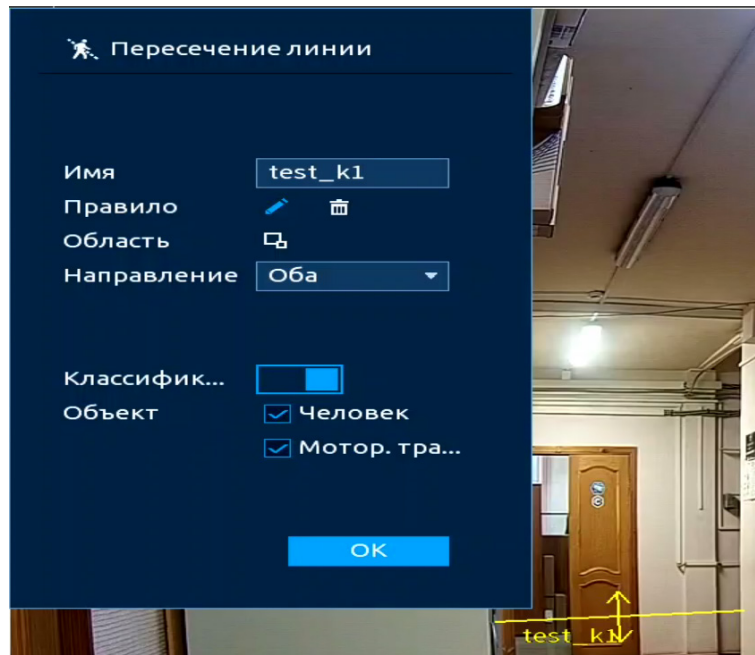 Пересечение линии
Имя test_k1
Правило
Область
Направление Оба
Классифик...
Объект Человек
Мотор. тра...
OK
test_k1